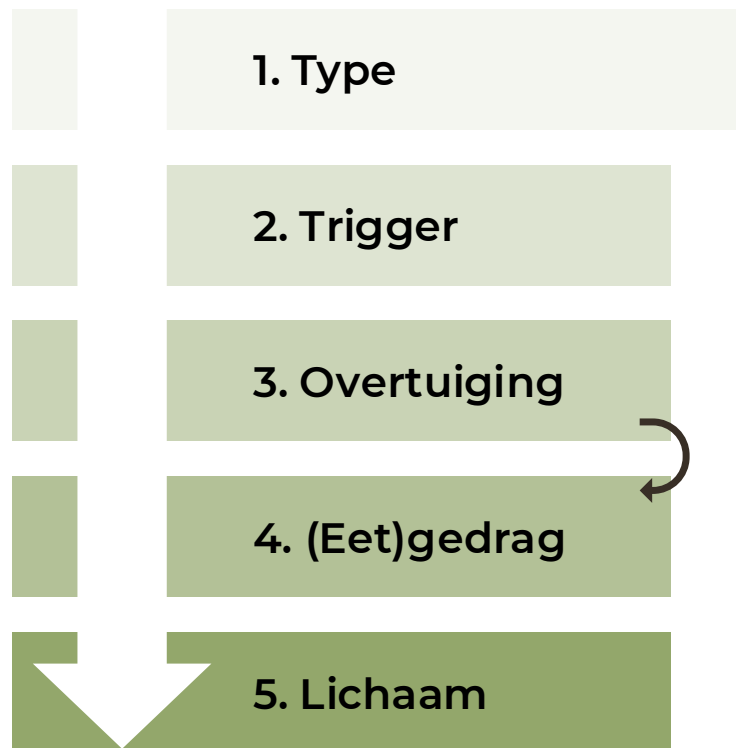 1. Type
2. Trigger
3. Overtuiging
4. (Eet)gedrag
5. Lichaam